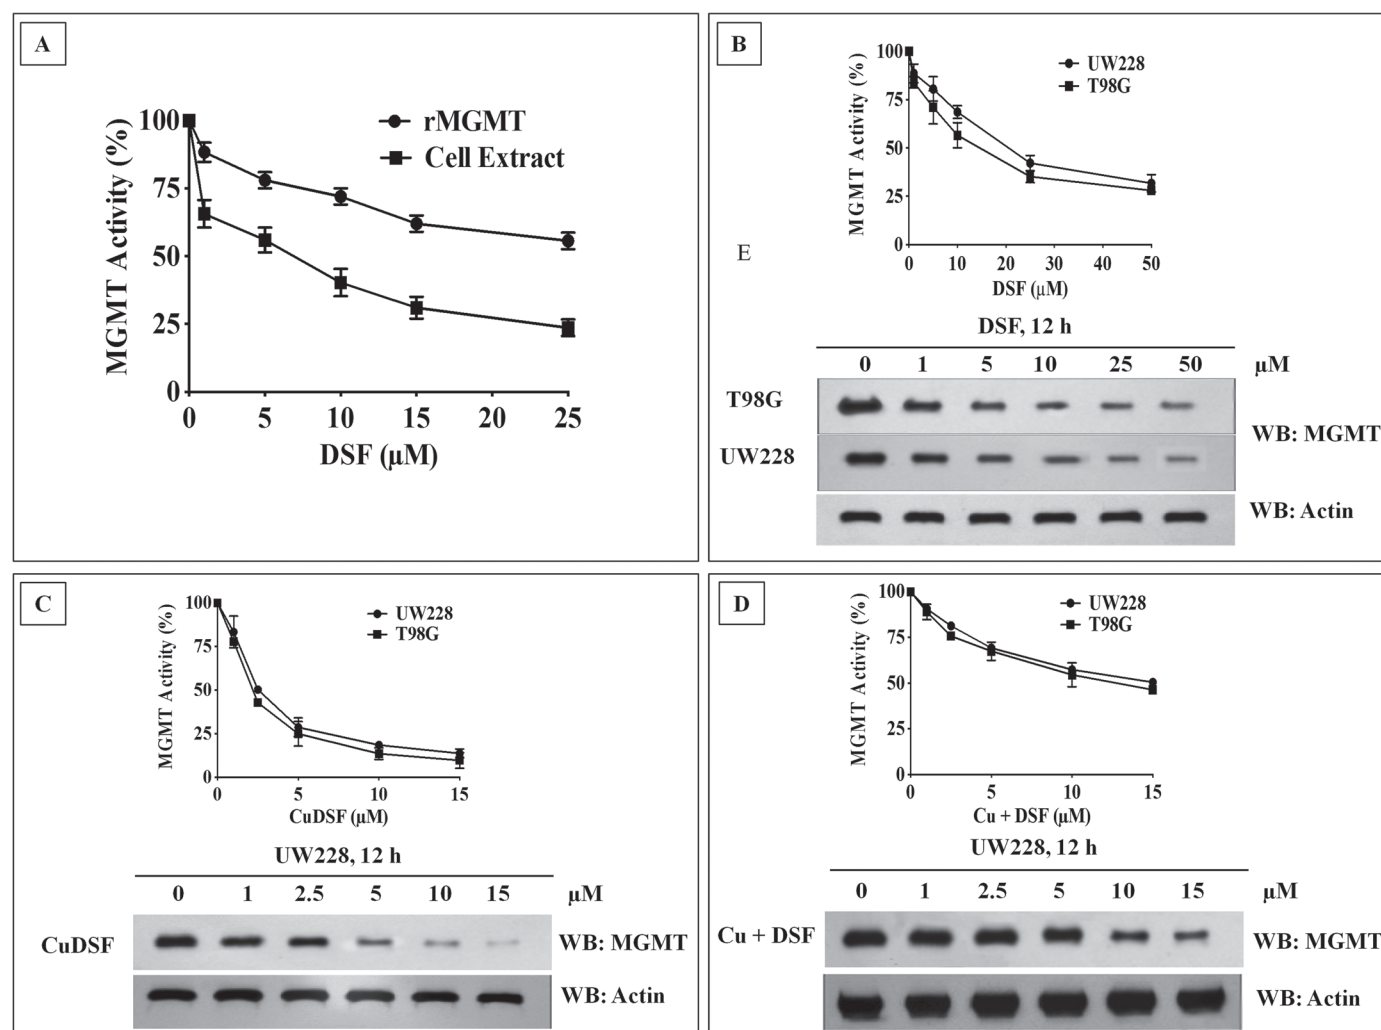 A
100
75
50
25
0
MGMT Activity (%)
rMGMT
Cell Extract
0 5 10 15 20 25
DSF (µM)
B
E
100
75
50
25
0
MGMT Activity (%)
UW228
T98G
0 10 20 30 40 50
DSF (µM)
DSF, 12 h
0 1 5 10 25 50 µM
T98G
UW228
WB: MGMT
WB: Actin
C
100
75
50
25
0
MGMT Activity (%)
UW228
T98G
0 5 10 15
CuDSF (µM)
UW228, 12 h
0 1 2.5 5 10 15 µM
CuDSF
WB: MGMT
WB: Actin
D
100
75
50
25
0
MGMT Activity (%)
UW228
T98G
0 5 10 15
Cu + DSF (µM)
UW228, 12 h
0 1 2.5 5 10 15 µM
Cu + DSF
WB: MGMT
WB: Actin